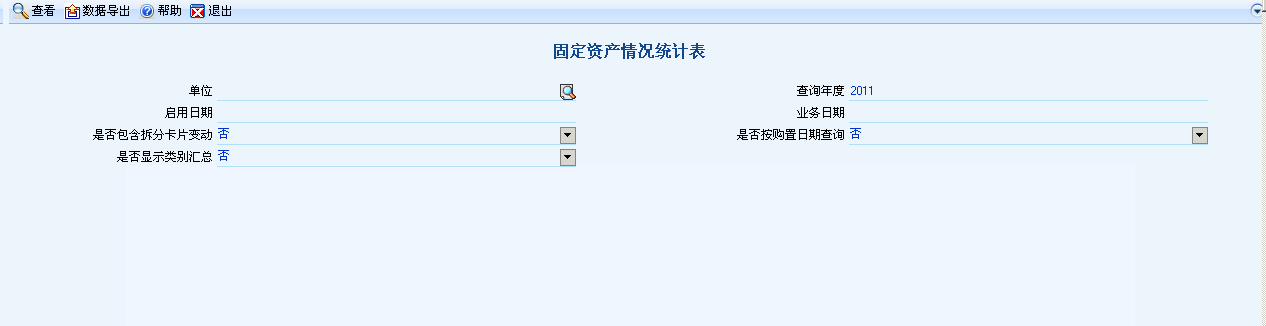 查看 数据导出 帮助 退出
固定资产情况统计表
单位 查询年度 2011
启用日期 业务日期
是否包含拆分卡片变动 否 是否按购置日期查询 否
是否显示类别汇总 否